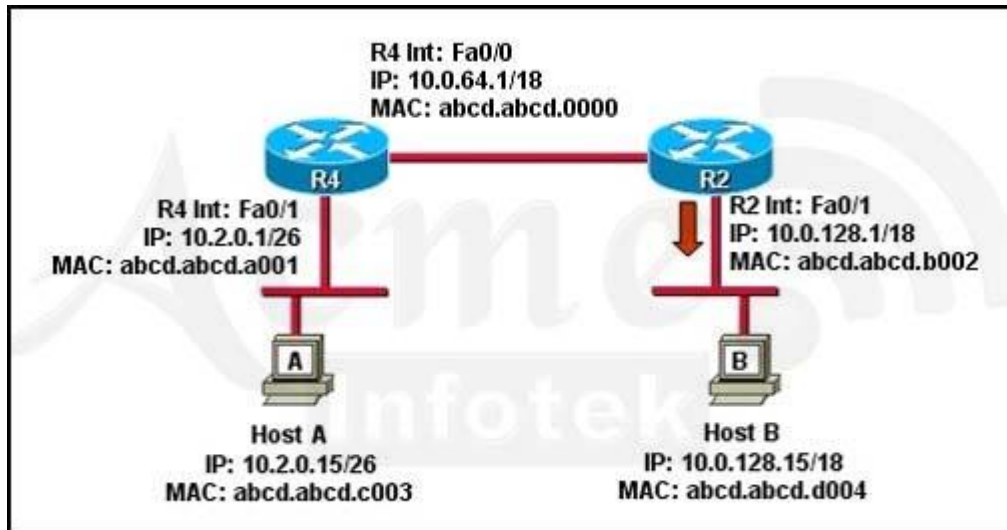 R4 Int: Fa0/0
IP: 10.0.64.1/18
MAC: abcd.abcd.0000
R4
R2
R4 Int: Fa0/1
IP: 10.2.0.1/26
MAC: abcd.abcd.a001
R2 Int: Fa0/1
IP: 10.0.128.1/18
MAC: abcd.abcd.b002
A
B
Acme
Infotek
Host A
IP: 10.2.0.15/26
MAC: abcd.abcd.c003
Host B
IP: 10.0.128.15/18
MAC: abcd.abcd.d004